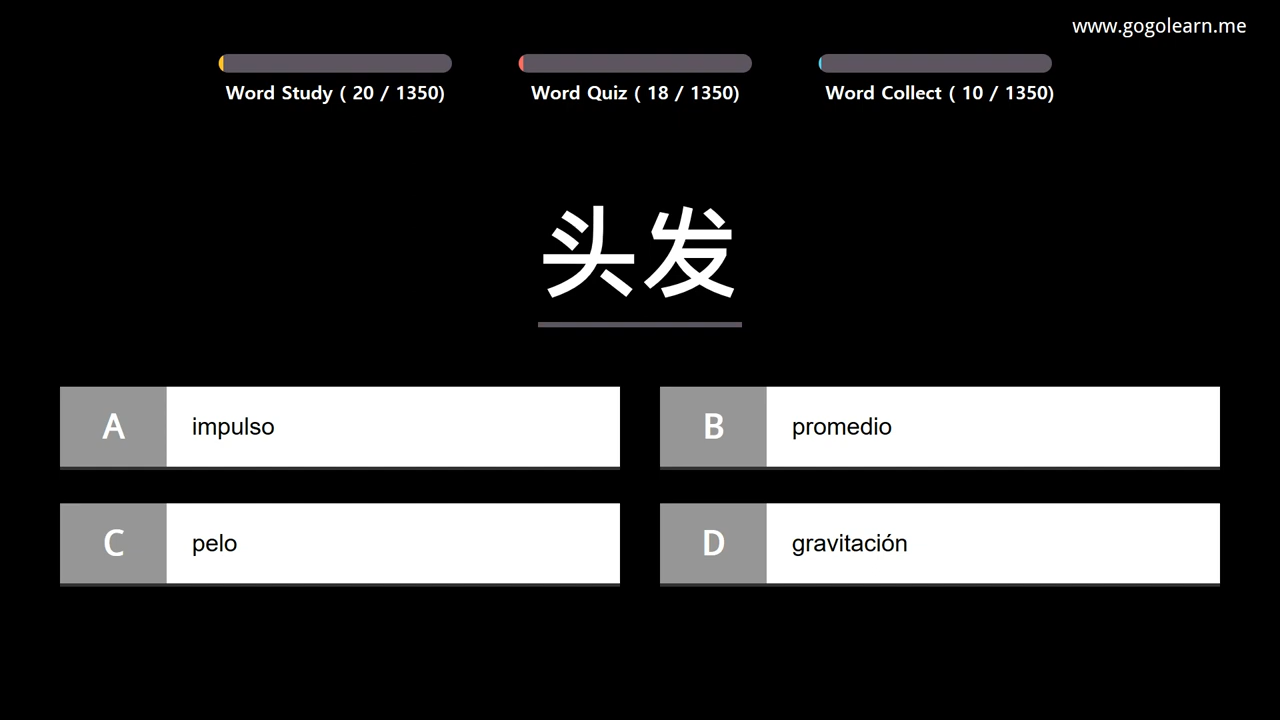 www.gogolearn.me
Word Study ( 20 / 1350)
Word Quiz ( 18 / 1350)
Word Collect ( 10 / 1350)
头发
A impulso
B promedio
C pelo
D gravitación